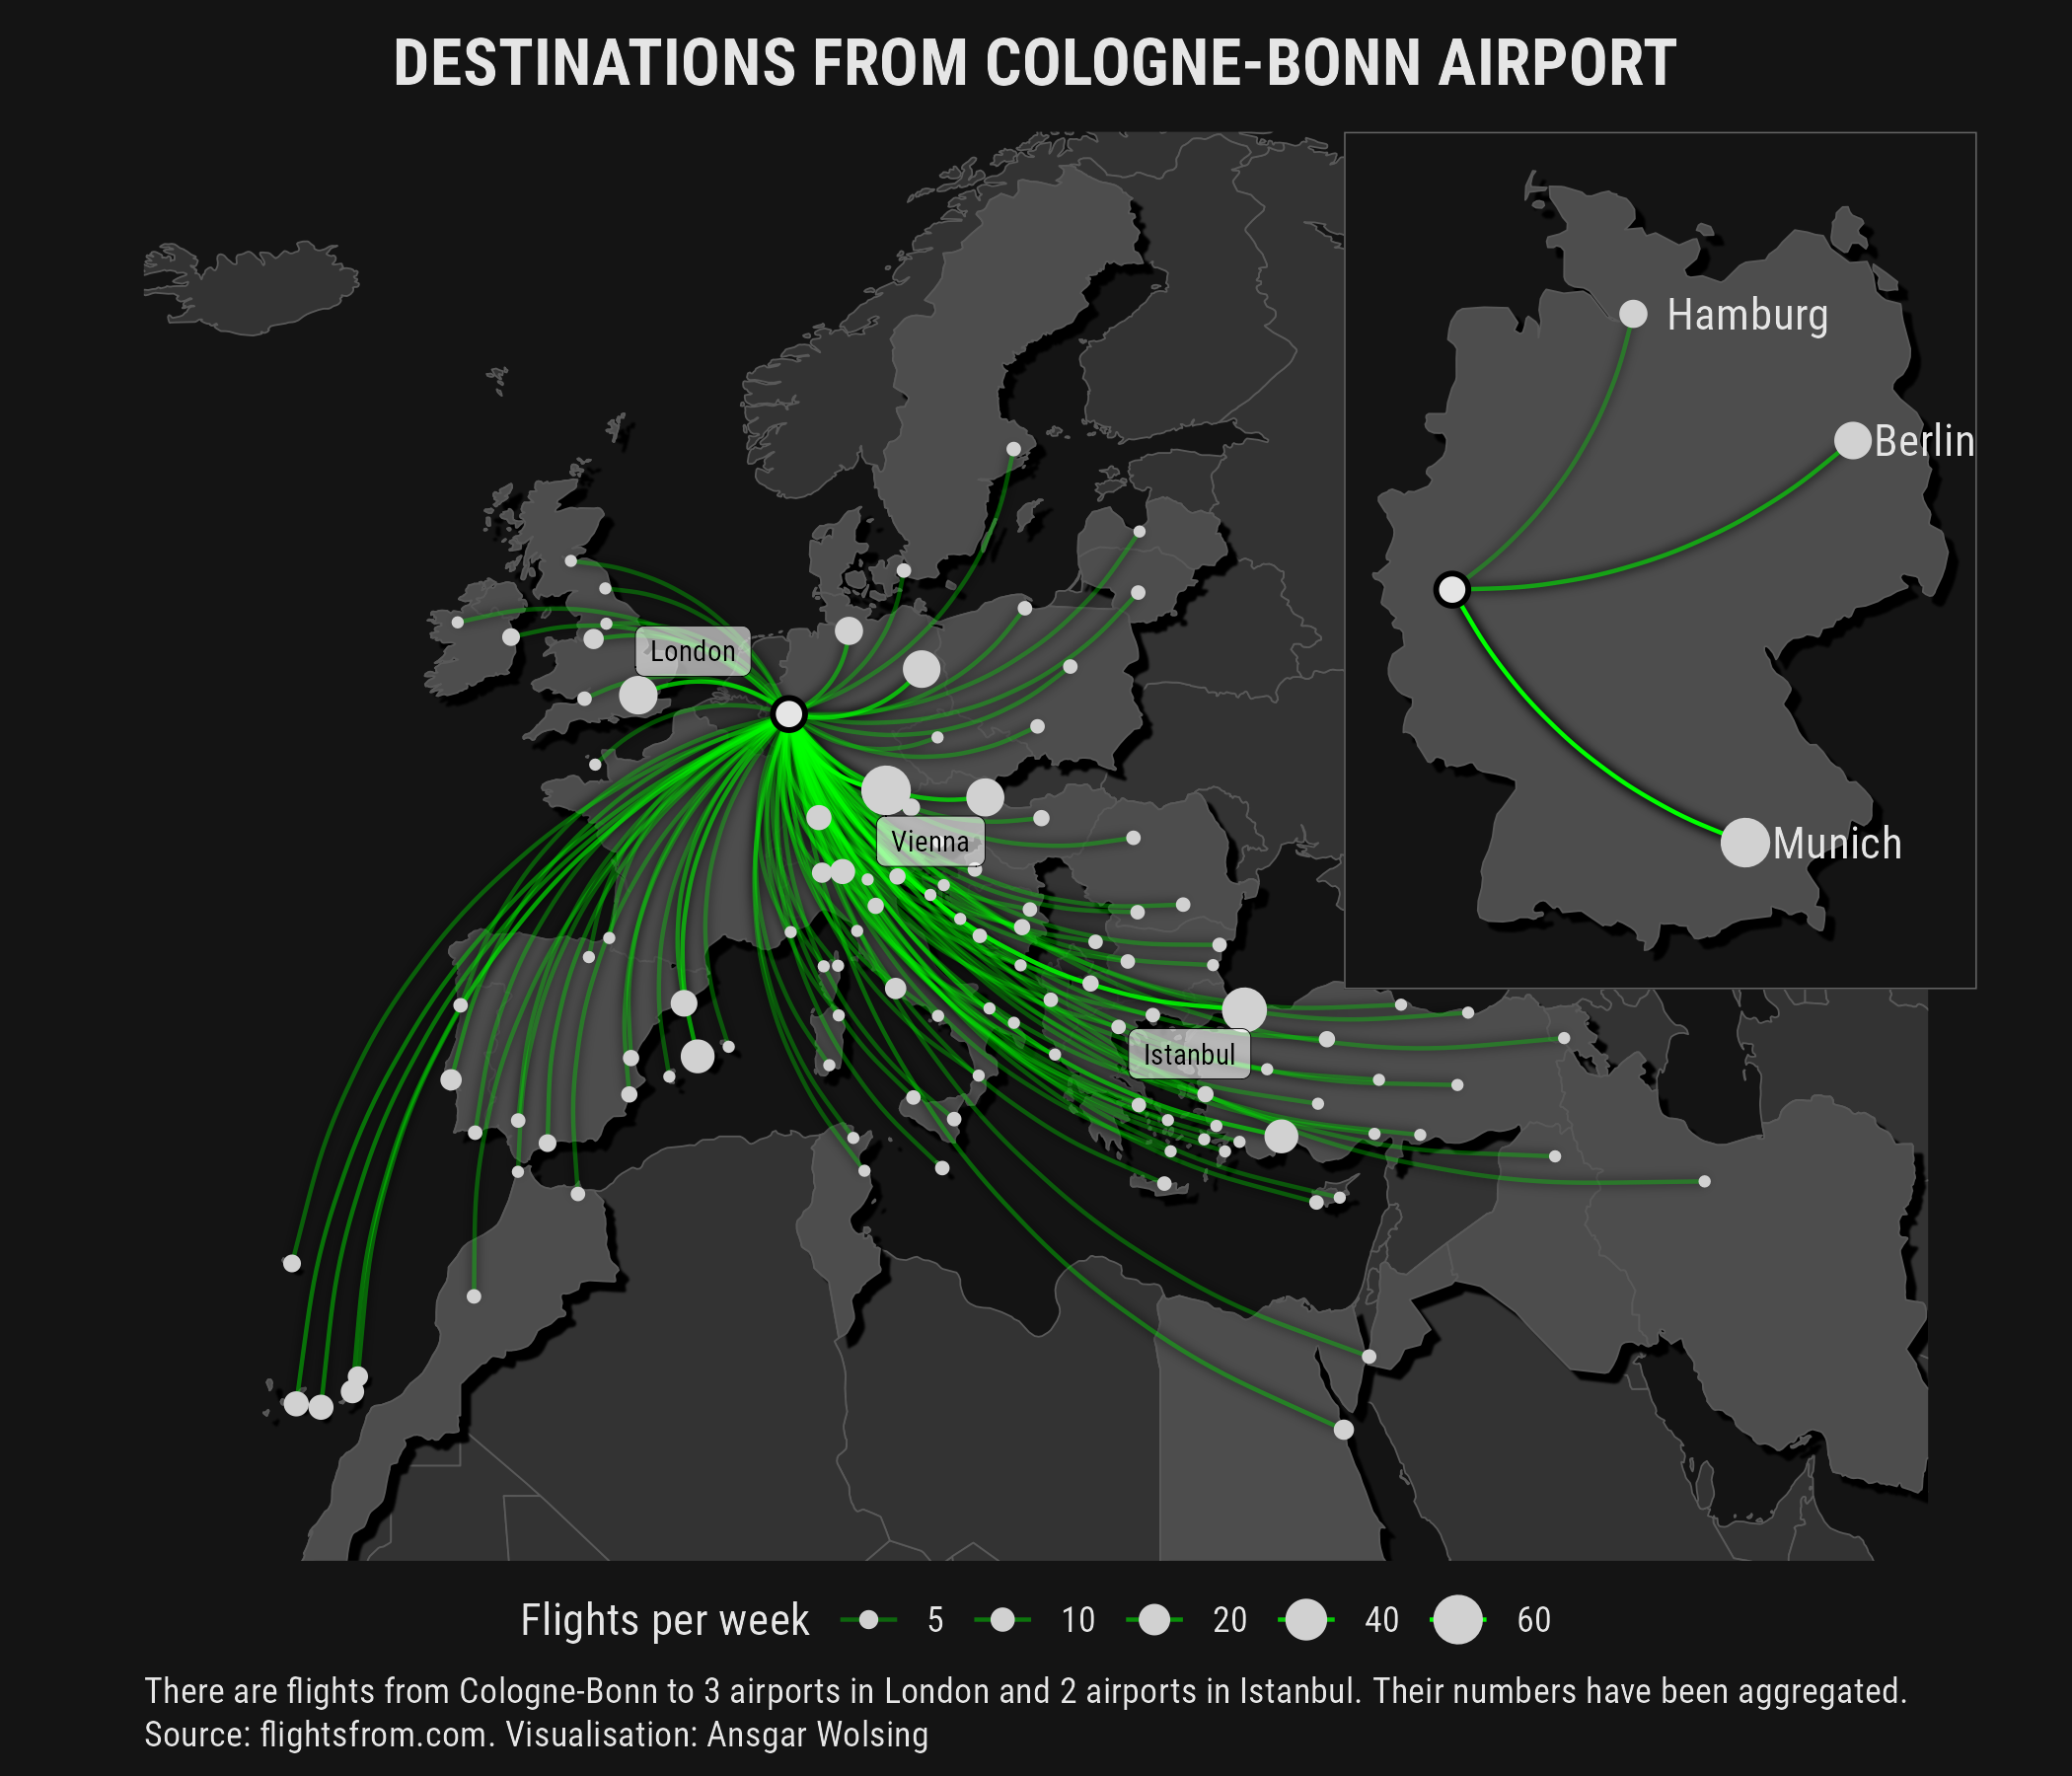 DESTINATIONS FROM COLOGNE-BONN AIRPORT
Hamburg
Berlin
London
Munich
Vienna
Istanbul
Flights per week 5 10 20 40 60
There are flights from Cologne-Bonn to 3 airports in London and 2 airports in Istanbul. Their numbers have been aggregated.
Source: flightsfrom.com. Visualisation: Ansgar Wolsing